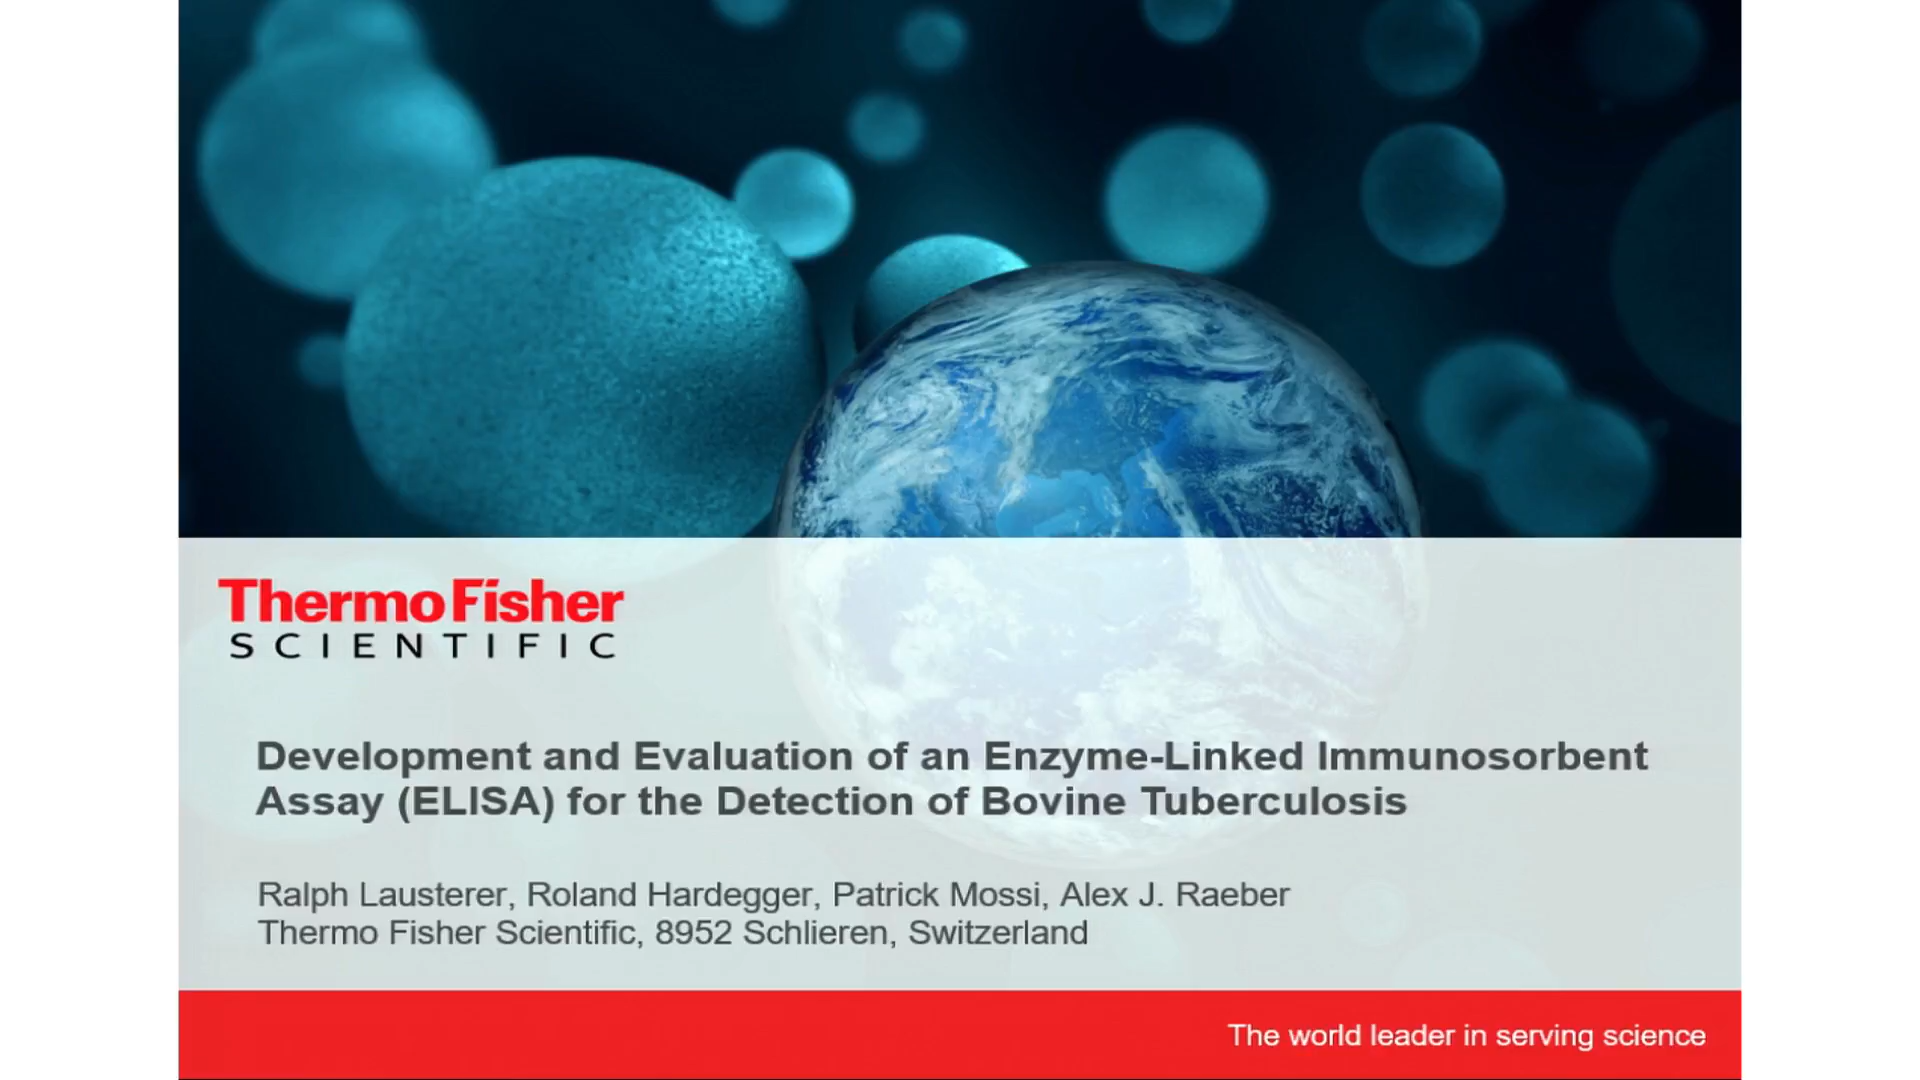 ThermoFisher
SCIENTIFIC
Development and Evaluation of an Enzyme-Linked Immunosorbent
Assay (ELISA) for the Detection of Bovine Tuberculosis
Ralph Lausterer, Roland Hardegger, Patrick Mossi, Alex J. Raeber
Thermo Fisher Scientific, 8952 Schlieren, Switzerland
The world leader in serving science